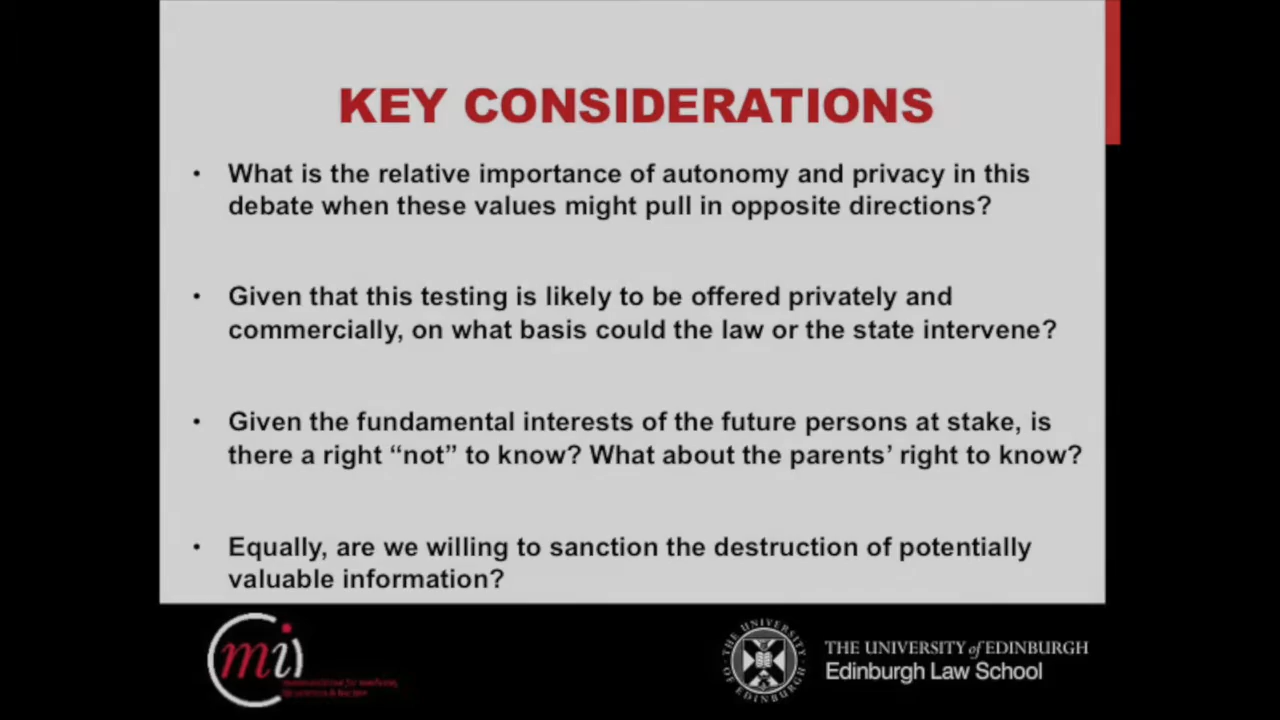 KEY CONSIDERATIONS
• What is the relative importance of autonomy and privacy in this
debate when these values might pull in opposite directions?
• Given that this testing is likely to be offered privately and
commercially, on what basis could the law or the state intervene?
• Given the fundamental interests of the future persons at stake, is
there a right “not” to know? What about the parents’ right to know?
• Equally, are we willing to sanction the destruction of potentially
valuable information?
mi
THE UNIVERSITY OF EDINBURGH
THE UNIVERSITY of EDINBURGH
Edinburgh Law School